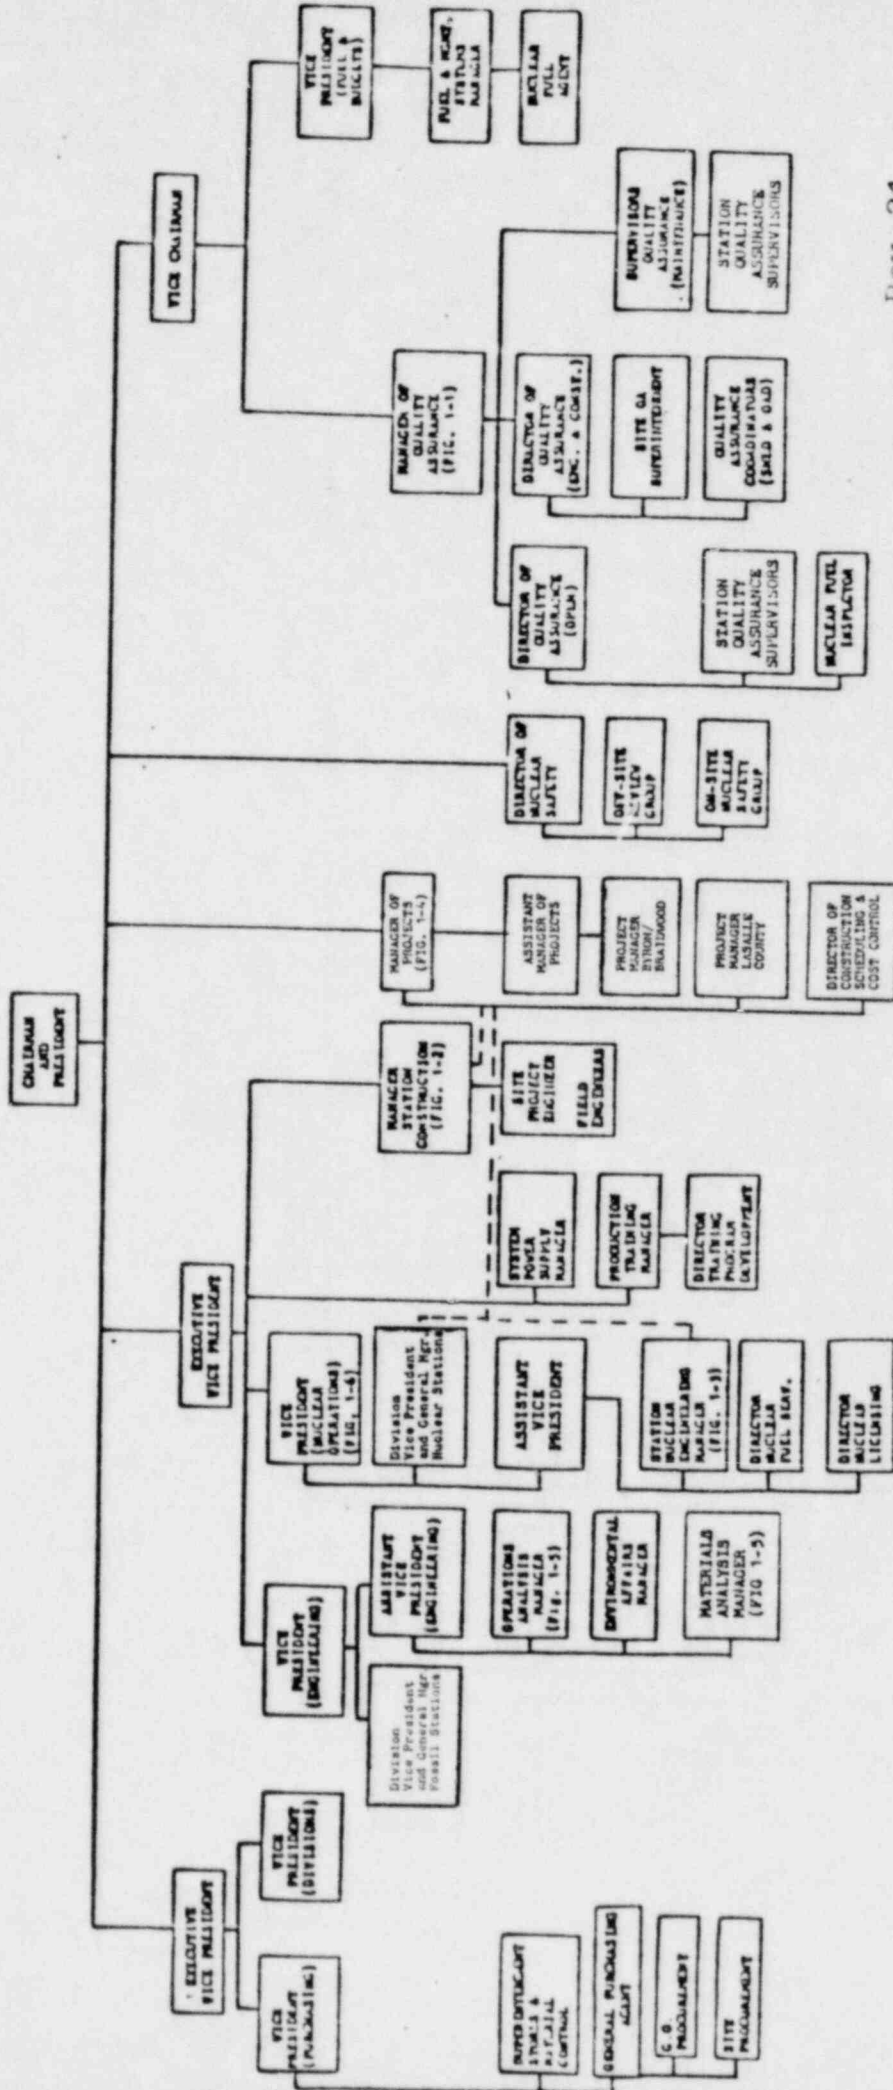 CHAIRMAN
AND
PRESIDENT
EXECUTIVE
VICE PRESIDENT
VICE
PRESIDENT
(PURCHASING)
VICE
PRESIDENT
(DIVISIONS)
SUPERINTENDENT
STORES &
MATERIAL
CONTROL
GENERAL PURCHASING
AGENT
G. O.
PROCUREMENT
SITE
PROCUREMENT
EXECUTIVE
VICE PRESIDENT
VICE
PRESIDENT
(ENGINEERING)
Division
Vice President
and General Mgr.
Fossil Stations
ASSISTANT
VICE
PRESIDENT
(ENGINEERING)
OPERATIONS
ANALYSIS
MANAGER
(Fig. 1-5)
ENVIRONMENTAL
AFFAIRS
MANAGER
MATERIALS
ANALYSIS
MANAGER
(FIG 1-5)
VICE
PRESIDENT
(NUCLEAR
OPERATIONS)
(FIG. 1-6)
Division
Vice President
and General Mgr.
Nuclear Stations
ASSISTANT
VICE
PRESIDENT
STATION
NUCLEAR
ENGINEERING
MANAGER
(FIG. 1-3)
DIRECTOR
NUCLEAR
FUEL SERV.
DIRECTOR
NUCLEAR
LICENSING
SYSTEM
POWER
SUPPLY
MANAGER
PRODUCTION
TRAINING
MANAGER
DIRECTOR
TRAINING
PROGRAM
DEVELOPMENT
MANAGER
STATION
CONSTRUCTION
(FIG. 1-2)
SITE
PROJECT
ENGINEER
FIELD
ENGINEERS
MANAGER OF
PROJECTS
(FIG. 1-4)
ASSISTANT
MANAGER OF
PROJECTS
PROJECT
MANAGER
BYRON/
BRAIDWOOD
PROJECT
MANAGER
LASALLE
COUNTY
DIRECTOR OF
CONSTRUCTION
SCHEDULING &
COST CONTROL
DIRECTOR OF
NUCLEAR
SAFETY
OFF-SITE
REVIEW
GROUP
ON-SITE
NUCLEAR
SAFETY
GROUP
VICE CHAIRMAN
MANAGER OF
QUALITY
ASSURANCE
(FIG. 1-1)
DIRECTOR OF
QUALITY
ASSURANCE
(OPER)
STATION
QUALITY
ASSURANCE
SUPERVISORS
NUCLEAR FUEL
INSPECTOR
DIRECTOR OF
QUALITY
ASSURANCE
(ENG. & CONST.)
SITE QA
SUPERINTENDENT
QUALITY
ASSURANCE
COORDINATORS
(SNED & OAD)
SUPERVISORS
QUALITY
ASSURANCE
(MAINTENANCE)
STATION
QUALITY
ASSURANCE
SUPERVISORS
VICE
PRESIDENT
(FUEL &
BUDGETS)
FUEL & MGMT.
SYSTEMS
MANAGER
NUCLEAR
FUEL
AGENT